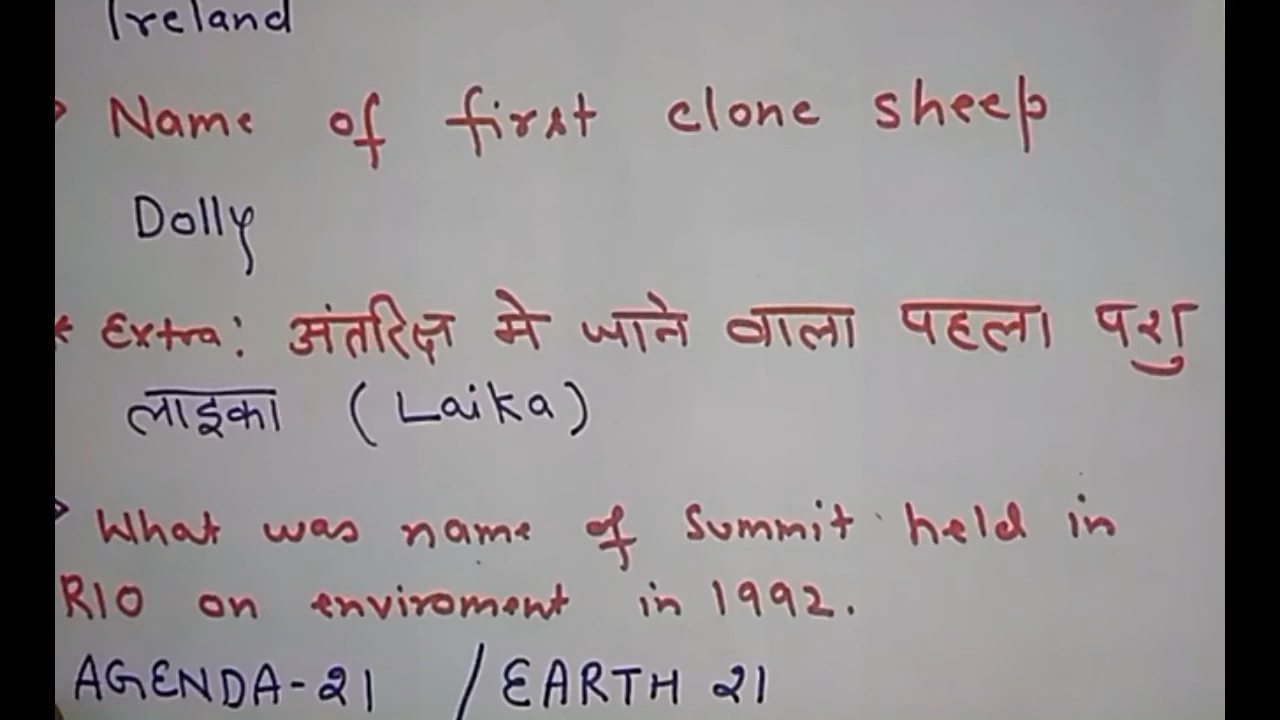 Ireland
Name of first clone sheep
Dolly
* Extra: अंतरिक्ष मे जाने वाला पहला पशु
लाइका (Laika)
What was name of Summit held in
RIO on enviroment in 1992.
AGENDA-21 / EARTH 21